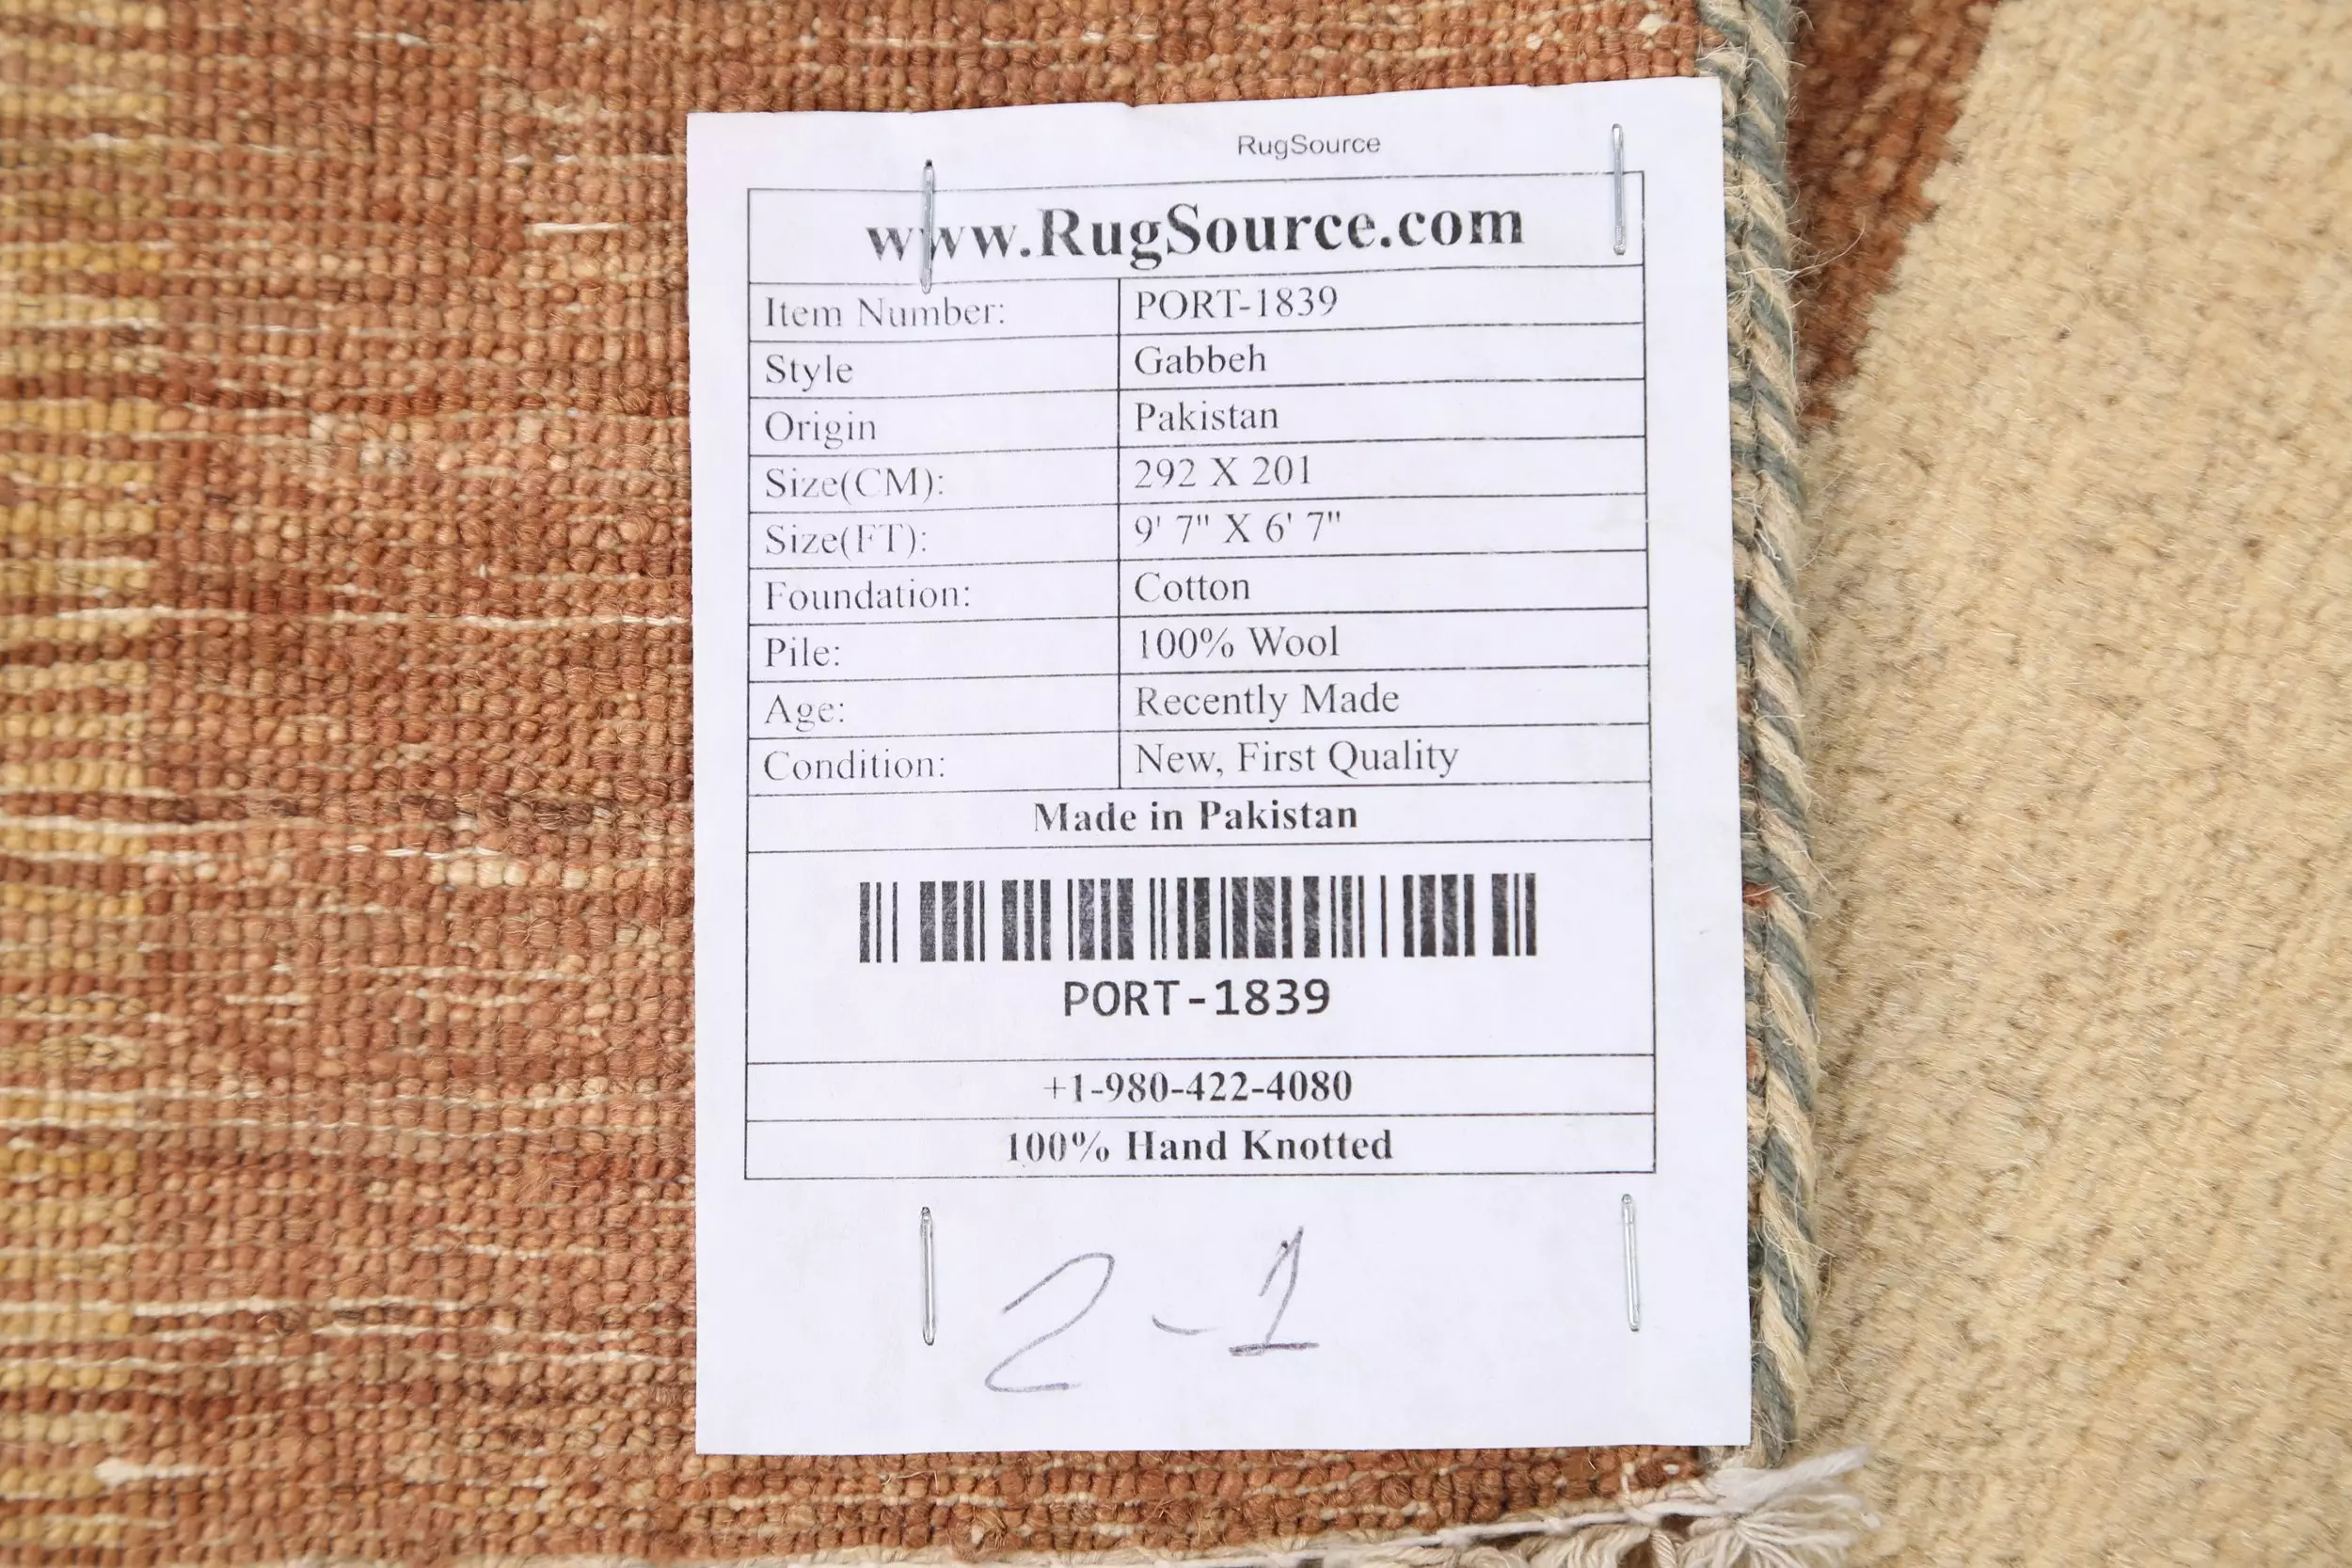 RugSource
www.RugSource.com
Item Number: PORT-1839
Style Gabbeh
Origin Pakistan
Size(CM): 292 X 201
Size(FT): 9' 7" X 6' 7"
Foundation: Cotton
Pile: 100% Wool
Age: Recently Made
Condition: New, First Quality
Made in Pakistan
PORT-1839
+1-980-422-4080
100% Hand Knotted
2-1